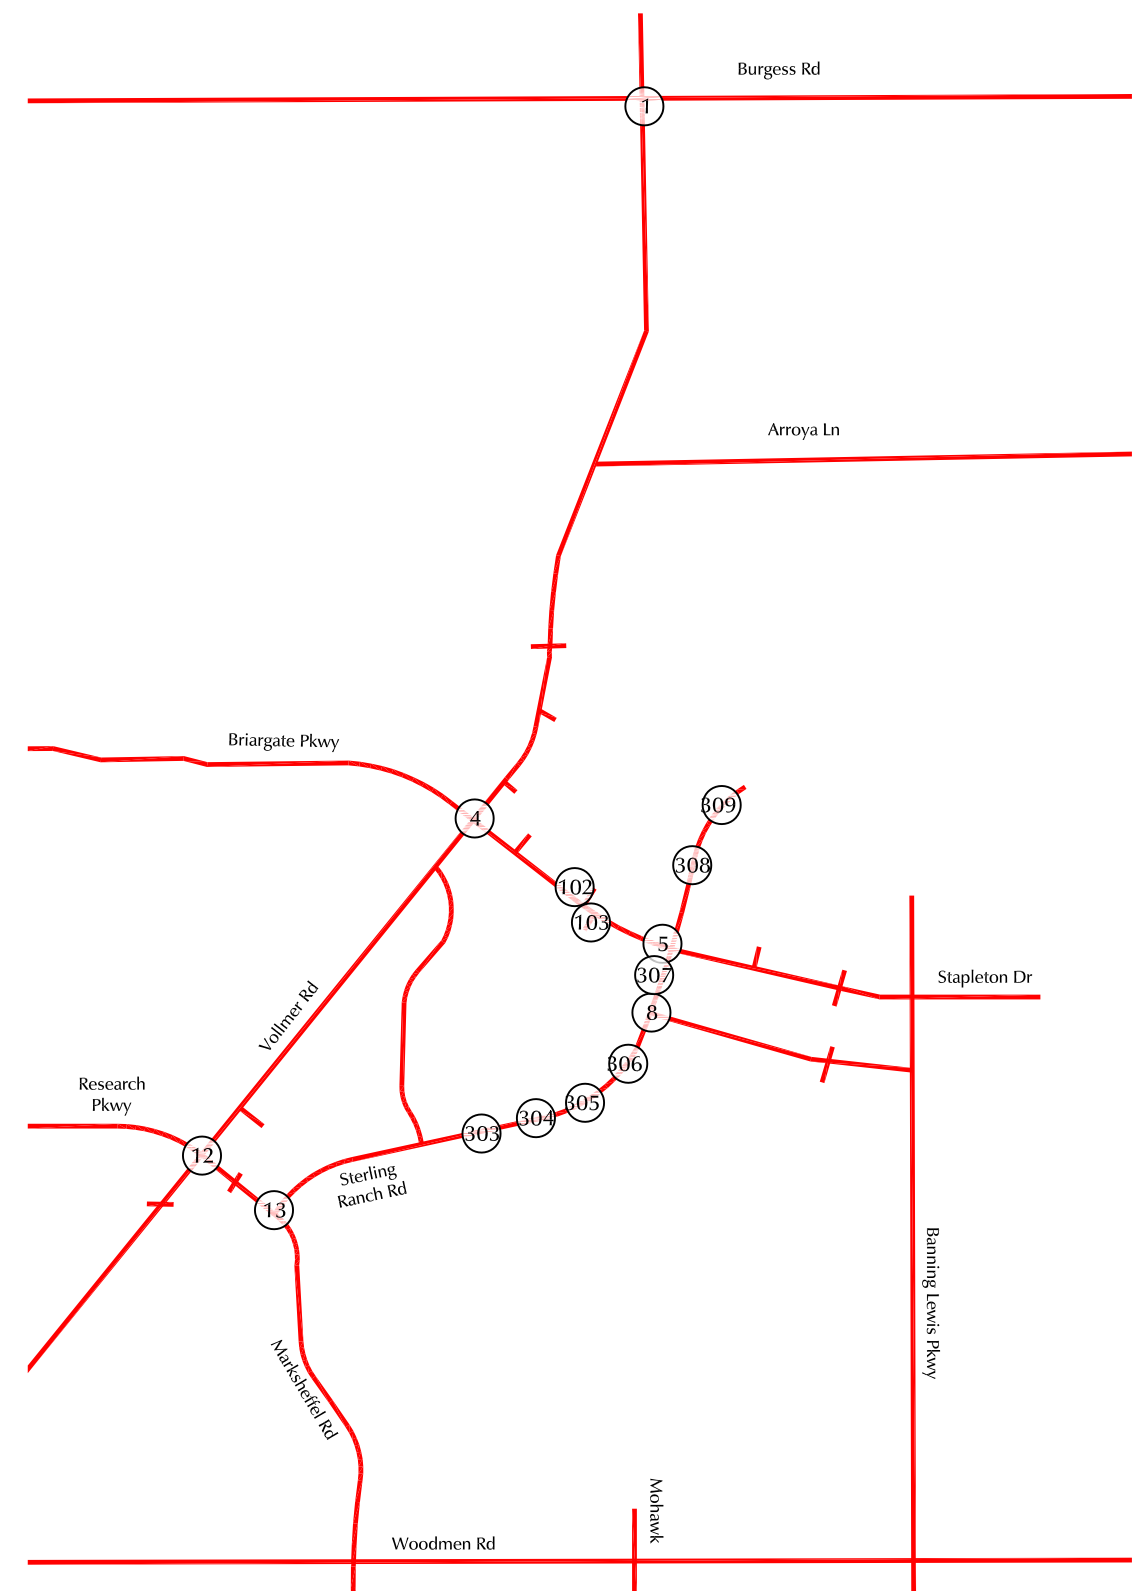 Burgess Rd
1
Arroya Ln
Briargate Pkwy
309
4
308
102
103
5
307
Stapleton Dr
Vollmer Rd
8
306
Research
Pkwy
305
304
303
12
Sterling
Ranch Rd
13
Banning Lewis Pkwy
Marksheffel Rd
Mohawk
Woodmen Rd